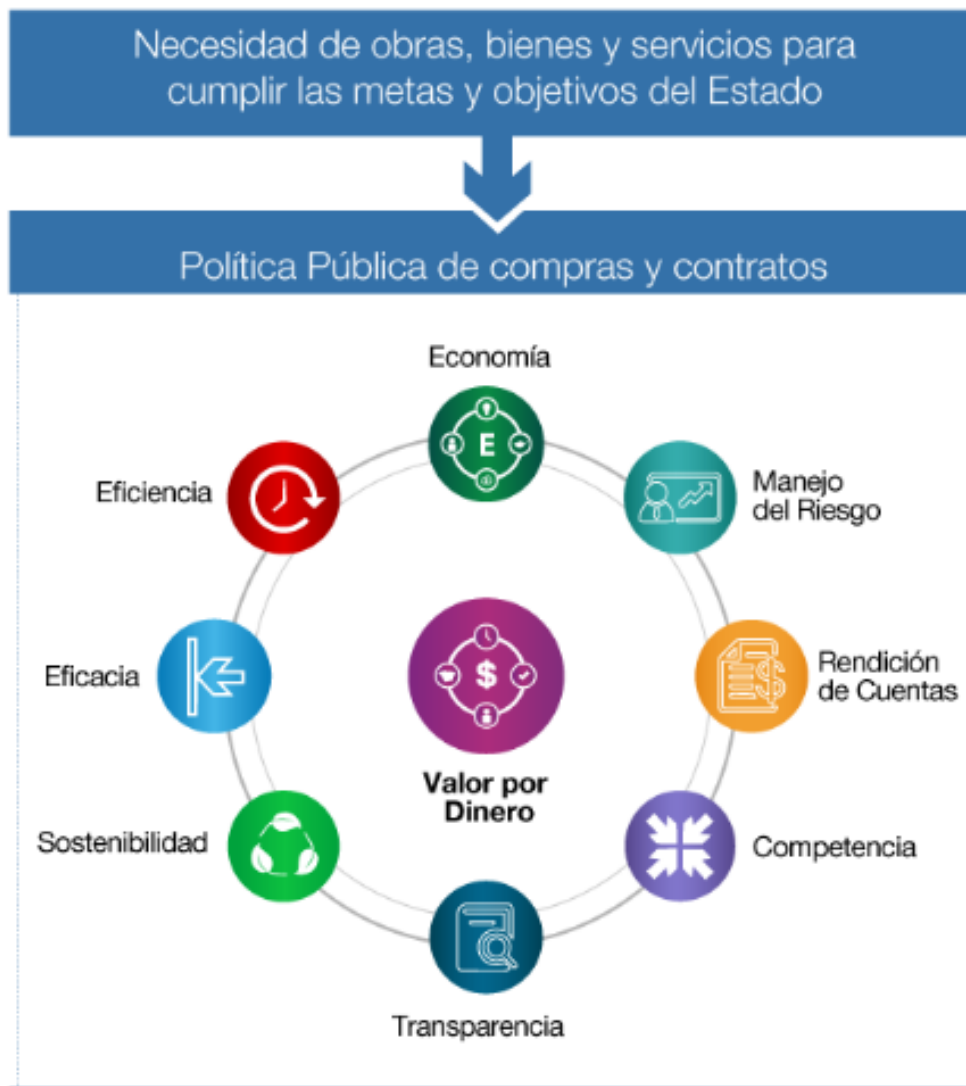 Necesidad de obras, bienes y servicios para
cumplir las metas y objetivos del Estado
Política Pública de compras y contratos
Economía
E
Manejo
del Riesgo
Rendición
de Cuentas
$
Competencia
Transparencia
Sostenibilidad
Eficacia
Eficiencia
$
Valor por
Dinero